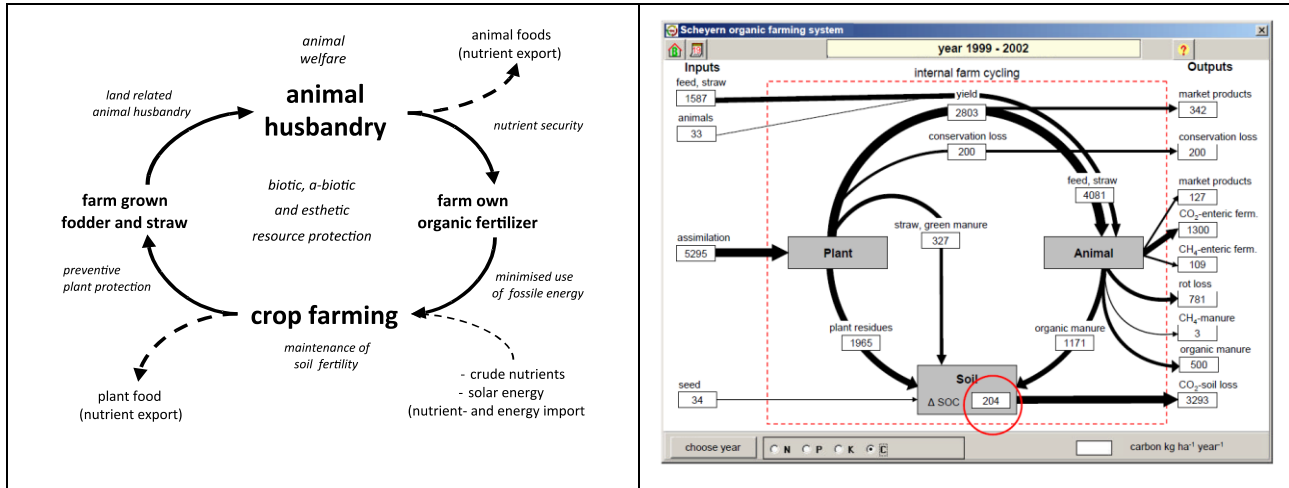 animal
welfare
animal foods
(nutrient export)
land related
animal husbandry
animal
husbandry
nutrient security
farm grown
fodder and straw
biotic, a-biotic
and esthetic
resource protection
farm own
organic fertilizer
preventive
plant protection
minimised use
of fossile energy
crop farming
maintenance of
soil fertility
plant food
(nutrient export)
- crude nutrients
- solar energy
(nutrient- and energy import
Scheyern organic farming system
year 1999 - 2002
?
Inputs
internal farm cycling
Outputs
feed, straw
1587
yield
2803
market products
342
animals
33
conservation loss
200
conservation loss
200
feed, straw
4081
market products
127
CO2-enteric ferm.
1300
straw, green manure
327
assimilation
5295
Plant
Animal
CH4-enteric ferm.
109
rot loss
781
plant residues
1965
organic manure
1171
CH4-manure
3
organic manure
500
Soil
Δ SOC 204
seed
34
CO2-soil loss
3293
choose year
N P K C
carbon kg ha-1 year-1